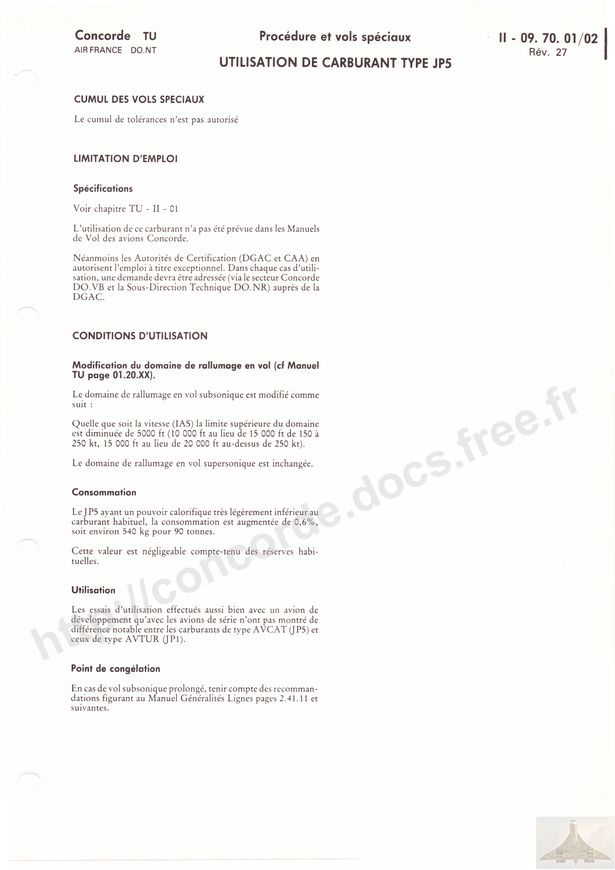 Concorde TU
AIR FRANCE DO.NT
Procédure et vols spéciaux
UTILISATION DE CARBURANT TYPE JP5
II - 09. 70. 01/02
Rév. 27
CUMUL DES VOLS SPECIAUX
Le cumul de tolérances n'est pas autorisé
LIMITATION D'EMPLOI
Spécifications
Voir chapitre TU - II - 01
L'utilisation de ce carburant n'a pas été prévue dans les Manuels
de Vol des avions Concorde.
Néanmoins les Autorités de Certification (DGAC et CAA) en
autorisent l'emploi à titre exceptionnel. Dans chaque cas d'utili-
sation, une demande devra être adressée (via le secteur Concorde
DO.VB et la Sous-Direction Technique DO.NR) auprès de la
DGAC.
CONDITIONS D'UTILISATION
Modification du domaine de rallumage en vol (cf Manuel
TU page 01.20.XX).
Le domaine de rallumage en vol subsonique est modifié comme
suit :
Quelle que soit la vitesse (IAS) la limite supérieure du domaine
est diminuée de 5000 ft (10 000 ft au lieu de 15 000 ft de 150 à
250 kt, 15 000 ft au lieu de 20 000 ft au-dessus de 250 kt).
Le domaine de rallumage en vol supersonique est inchangée.
Consommation
Le JP5 ayant un pouvoir calorifique très légèrement inférieur au
carburant habituel, la consommation est augmentée de 0,6%,
soit environ 540 kg pour 90 tonnes.
Cette valeur est négligeable compte-tenu des réserves habi-
tuelles.
Utilisation
Les essais d'utilisation effectués aussi bien avec un avion de
développement qu'avec les avions de série n'ont pas montré de
différence notable entre les carburants de type AVCAT (JP5) et
ceux de type AVTUR (JP1).
Point de congélation
En cas de vol subsonique prolongé, tenir compte des recomman-
dations figurant au Manuel Généralités Lignes pages 2.41.11 et
suivantes.
http://concorde.docs.free.fr